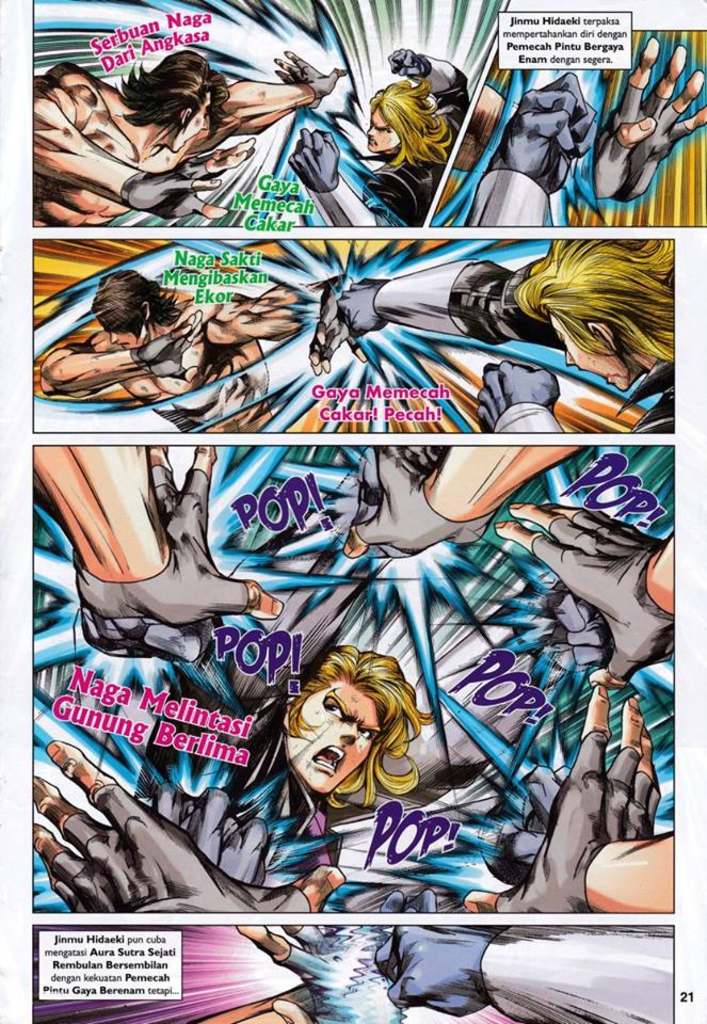 Serbuan Naga
Dari Angkasa
Jinmu Hidaeki terpaksa
mempertahankan diri dengan
Pemecah Pintu Bergaya
Enam dengan segera.
Gaya
Memecah
Cakar
Naga Sakti
Mengibaskan
Ekor
Gaya Memecah
Cakar! Pecah!
POP!
POP!
POP!
POP!
Naga Melintasi
Gunung Berlima
POP!
Jinmu Hidaeki pun cuba
mengatasi Aura Sutra Sejati
Rembulan Bersembilan
dengan kekuatan Pemecah
Pintu Gaya Berenam tetapi...
21